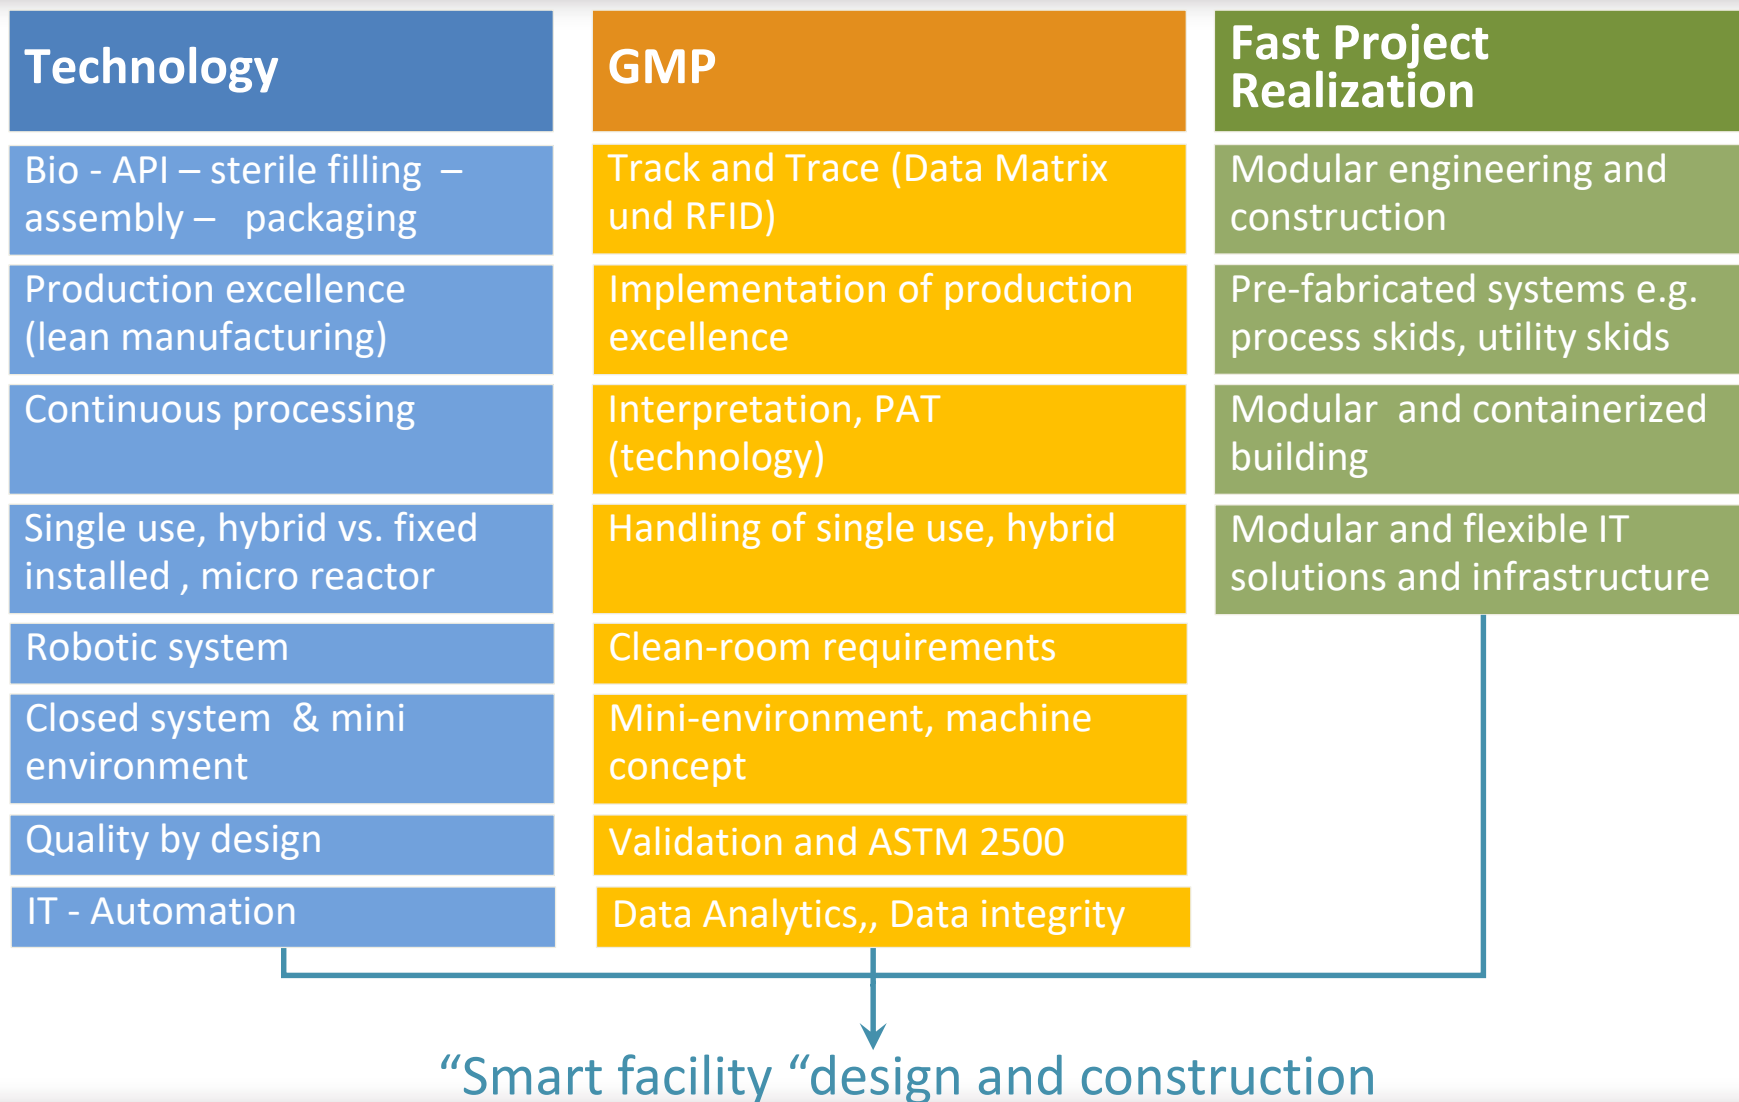 Technology
Bio - API – sterile filling –
assembly – packaging
Production excellence
(lean manufacturing)
Continuous processing
Single use, hybrid vs. fixed
installed , micro reactor
Robotic system
Closed system & mini
environment
Quality by design
IT - Automation
GMP
Track and Trace (Data Matrix
und RFID)
Implementation of production
excellence
Interpretation, PAT
(technology)
Handling of single use, hybrid
Clean-room requirements
Mini-environment, machine
concept
Validation and ASTM 2500
Data Analytics,, Data integrity
Fast Project
Realization
Modular engineering and
construction
Pre-fabricated systems e.g.
process skids, utility skids
Modular and containerized
building
Modular and flexible IT
solutions and infrastructure
“Smart facility “design and construction